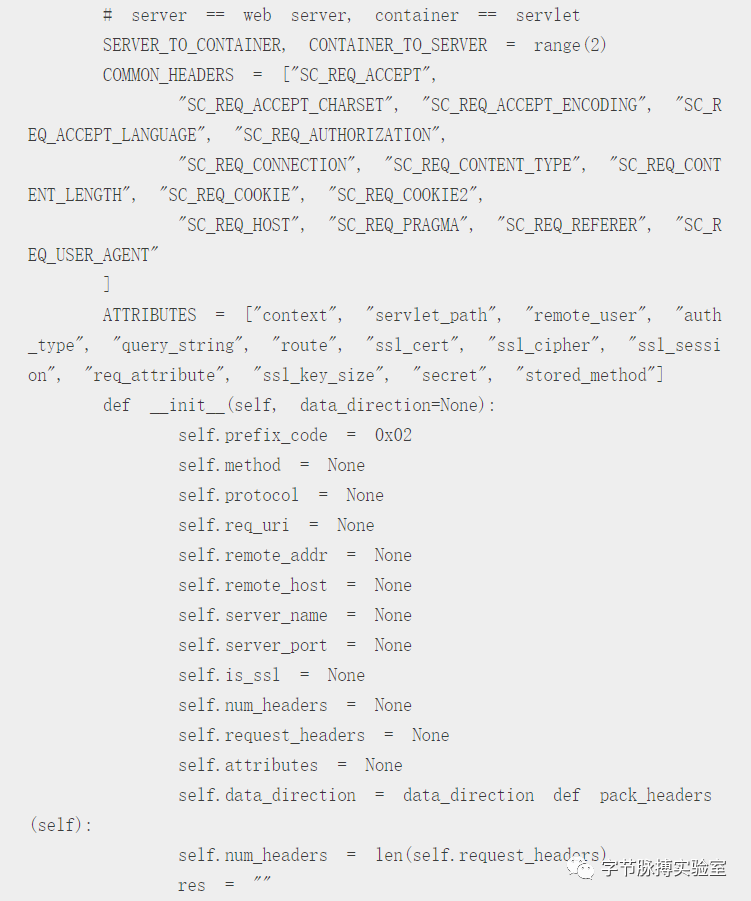 # server == web server, container == servlet
SERVER_TO_CONTAINER, CONTAINER_TO_SERVER = range(2)
COMMON_HEADERS = ["SC_REQ_ACCEPT",
"SC_REQ_ACCEPT_CHARSET", "SC_REQ_ACCEPT_ENCODING", "SC_R
EQ_ACCEPT_LANGUAGE", "SC_REQ_AUTHORIZATION",
"SC_REQ_CONNECTION", "SC_REQ_CONTENT_TYPE", "SC_REQ_CONT
ENT_LENGTH", "SC_REQ_COOKIE", "SC_REQ_COOKIE2",
"SC_REQ_HOST", "SC_REQ_PRAGMA", "SC_REQ_REFERER", "SC_R
EQ_USER_AGENT"
]
ATTRIBUTES = ["context", "servlet_path", "remote_user", "auth
_type", "query_string", "route", "ssl_cert", "ssl_cipher", "ssl_sessi
on", "req_attribute", "ssl_key_size", "secret", "stored_method"]
def __init__(self, data_direction=None):
self.prefix_code = 0x02
self.method = None
self.protocol = None
self.req_uri = None
self.remote_addr = None
self.remote_host = None
self.server_name = None
self.server_port = None
self.is_ssl = None
self.num_headers = None
self.request_headers = None
self.attributes = None
self.data_direction = data_direction def pack_headers
(self):
self.num_headers = len(self.request_headers)
res = ""
字节脉搏实验室